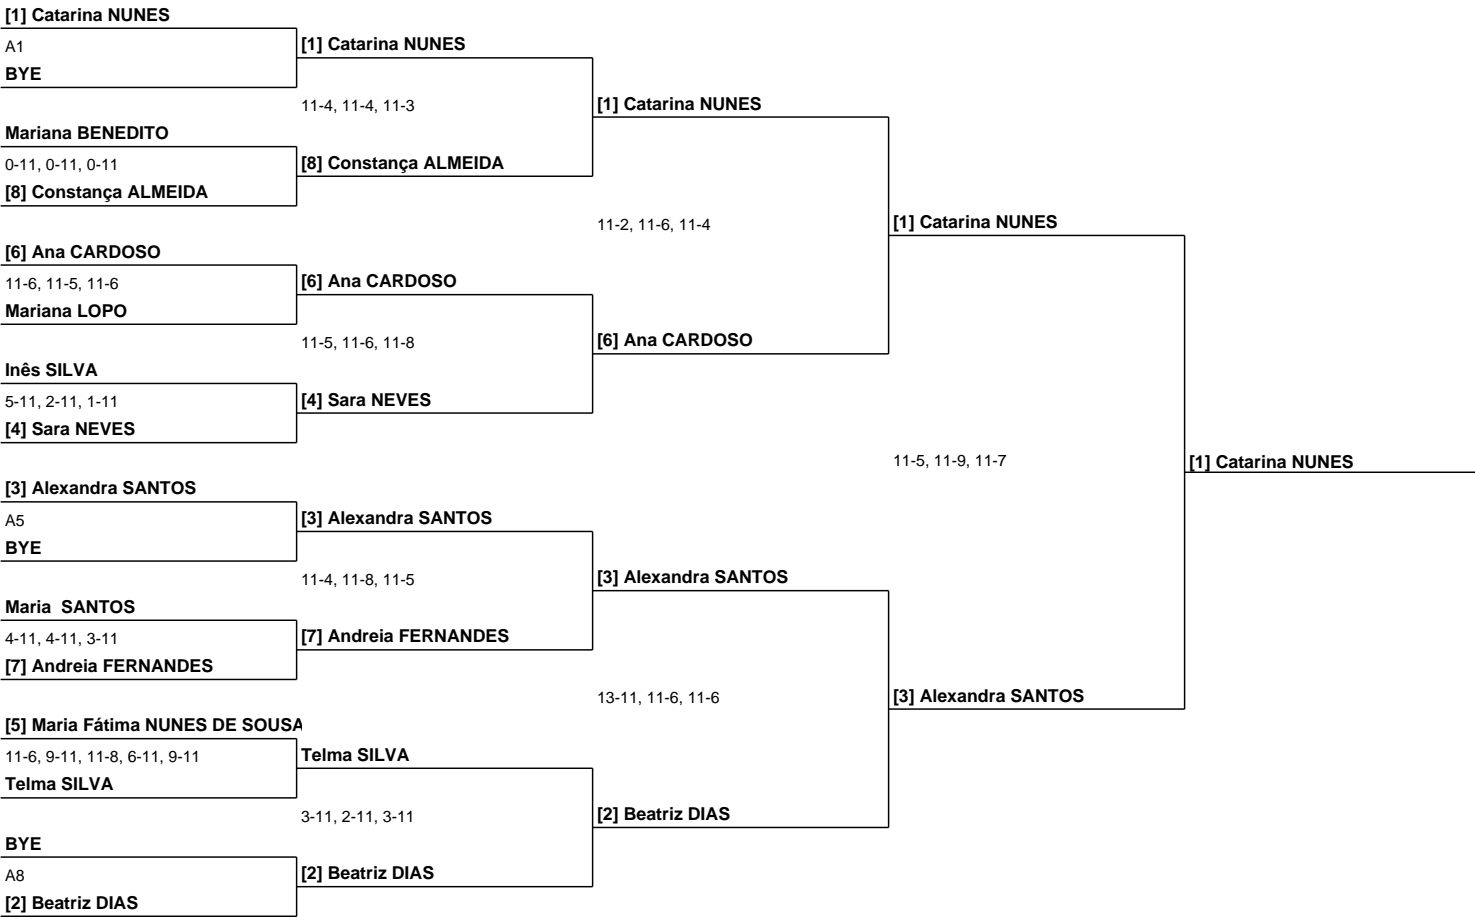 [1] Catarina NUNES
A1
BYE
Mariana BENEDITO
0-11, 0-11, 0-11
[8] Constança ALMEIDA
[6] Ana CARDOSO
11-6, 11-5, 11-6
Mariana LOPO
Inês SILVA
5-11, 2-11, 1-11
[4] Sara NEVES
[3] Alexandra SANTOS
A5
BYE
Maria  SANTOS
4-11, 4-11, 3-11
[7] Andreia FERNANDES
[5] Maria Fátima NUNES DE SOUSA
11-6, 9-11, 11-8, 6-11, 9-11
Telma SILVA
BYE
A8
[2] Beatriz DIAS
[1] Catarina NUNES
11-4, 11-4, 11-3
[8] Constança ALMEIDA
[6] Ana CARDOSO
11-5, 11-6, 11-8
[4] Sara NEVES
[3] Alexandra SANTOS
11-4, 11-8, 11-5
[7] Andreia FERNANDES
Telma SILVA
3-11, 2-11, 3-11
[2] Beatriz DIAS
[1] Catarina NUNES
11-2, 11-6, 11-4
[6] Ana CARDOSO
[3] Alexandra SANTOS
13-11, 11-6, 11-6
[2] Beatriz DIAS
[1] Catarina NUNES
11-5, 11-9, 11-7
[3] Alexandra SANTOS
[1] Catarina NUNES